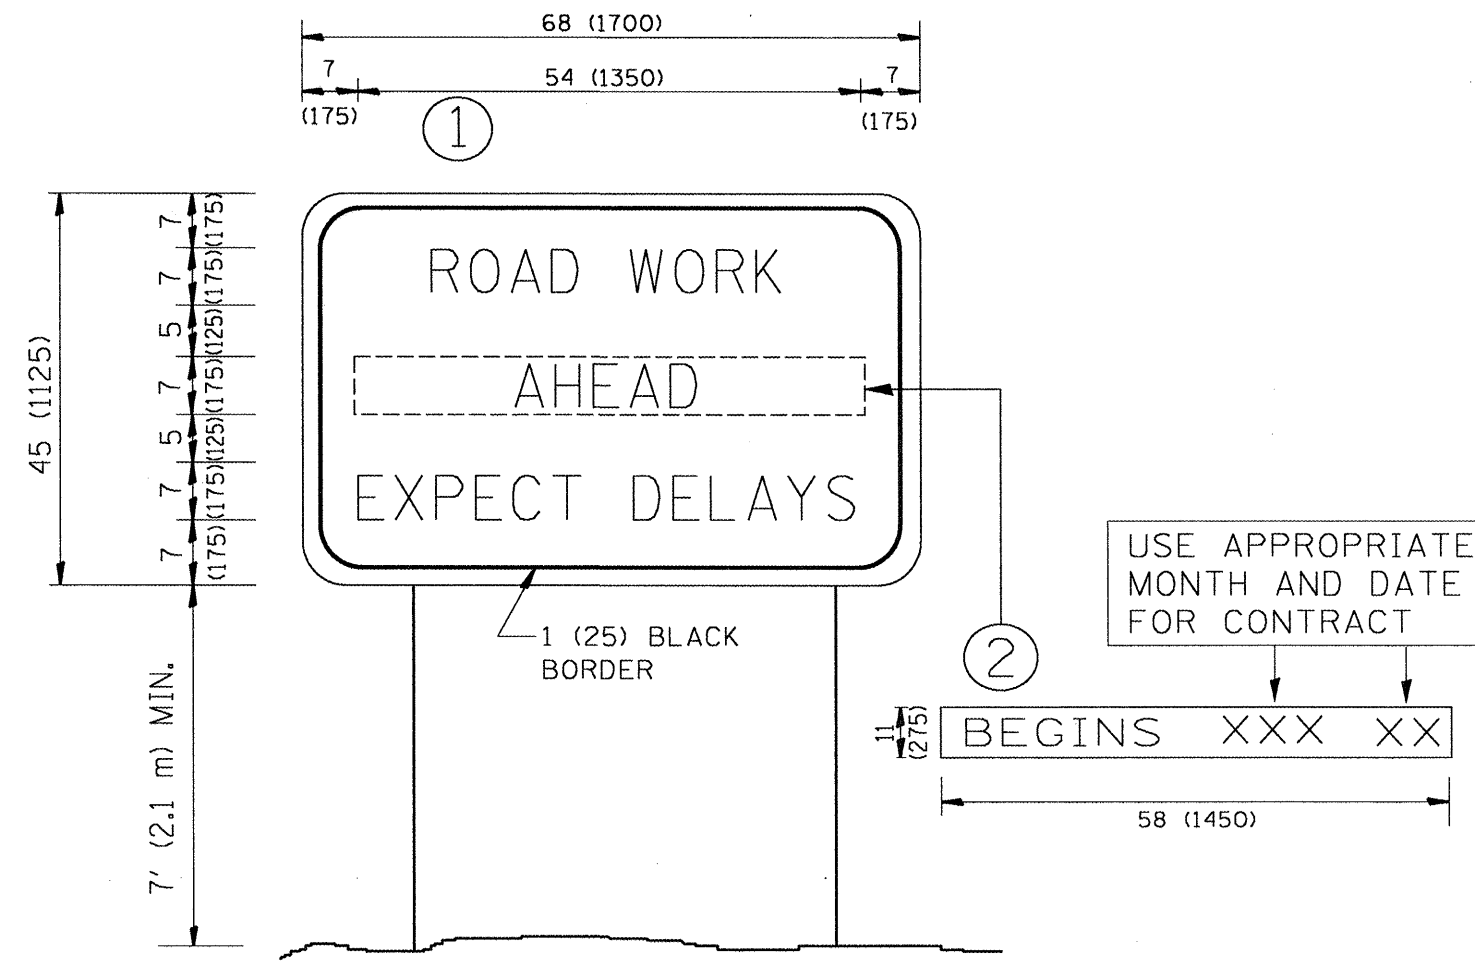 68 (1700)
7
54 (1350)
7
(175)
(175)
1
45 (1125)
7 (175)
7 (175)
5 (125)
7 (175)
5 (125)
7 (175)
7 (175)
ROAD WORK
AHEAD
EXPECT DELAYS
1 (25) BLACK
BORDER
7' (2.1 m) MIN.
USE APPROPRIATE
MONTH AND DATE
FOR CONTRACT
2
11
(275)
BEGINS XXX XX
58 (1450)